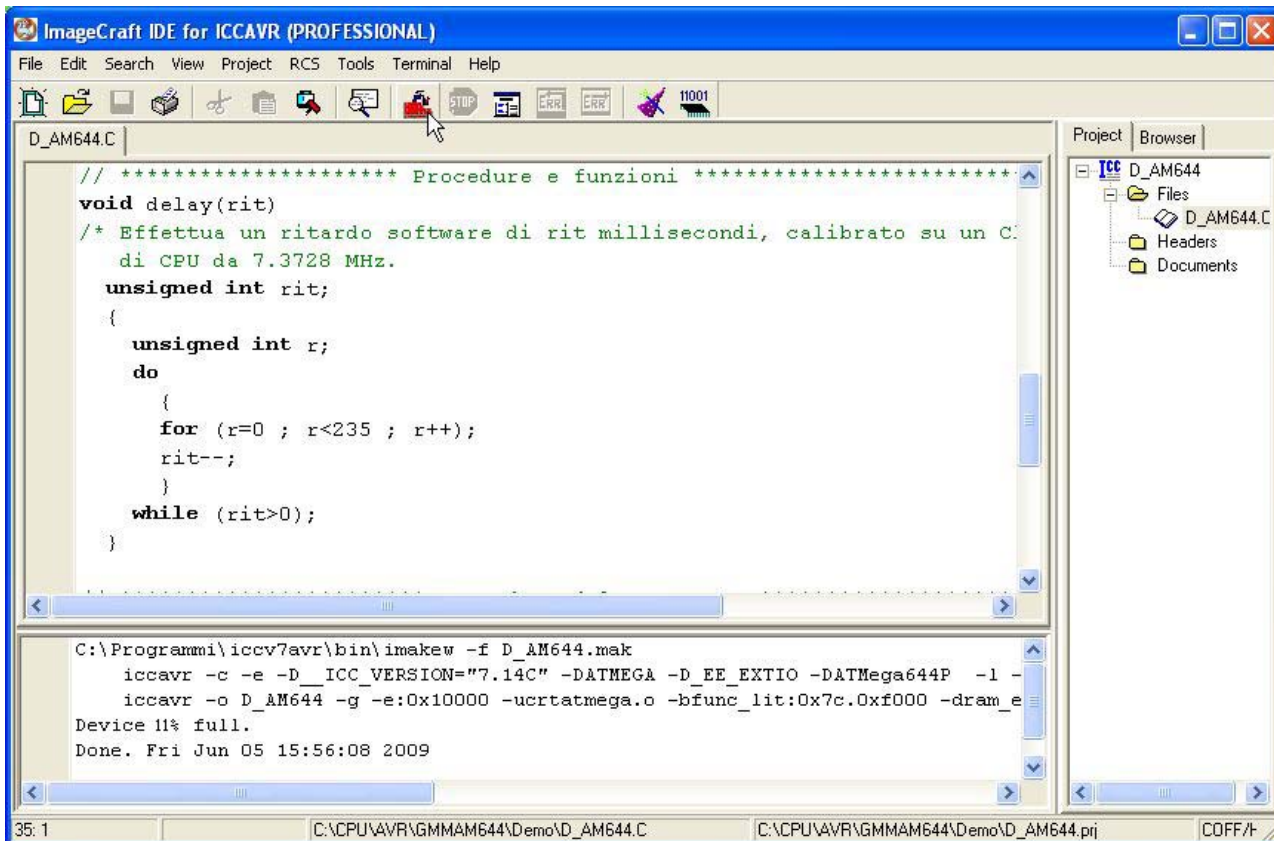 ImageCraft IDE for ICCAVR (PROFESSIONAL)
File Edit Search View Project RCS Tools Terminal Help
STOP ERR ERR 11001
D_AM644.C
// ********************* Procedure e funzioni *************************
void delay(rit)
/* Effettua un ritardo software di rit millisecondi, calibrato su un
di CPU da 7.3728 MHz.
unsigned int rit;
{
unsigned int r;
do
{
for (r=0 ; r<235 ; r++);
rit--;
}
while (rit>0);
}
C:\Programmi\iccv7avr\bin\imakew -f D_AM644.mak
iccavr -c -e -D__ICC_VERSION="7.14C" -DATMEGA -D_EE_EXTIO -DATMega644P -l -
iccavr -o D_AM644 -g -e:0x10000 -ucrtatmega.o -bfunc_lit:0x7c.0xf000 -dram_e
Device 11% full.
Done. Fri Jun 05 15:56:08 2009
Project Browser
ICC D_AM644
Files
D_AM644.C
Headers
Documents
35: 1 C:\CPU\AVR\GMMAM644\Demo\D_AM644.C C:\CPU\AVR\GMMAM644\Demo\D_AM644.prj COFF/H